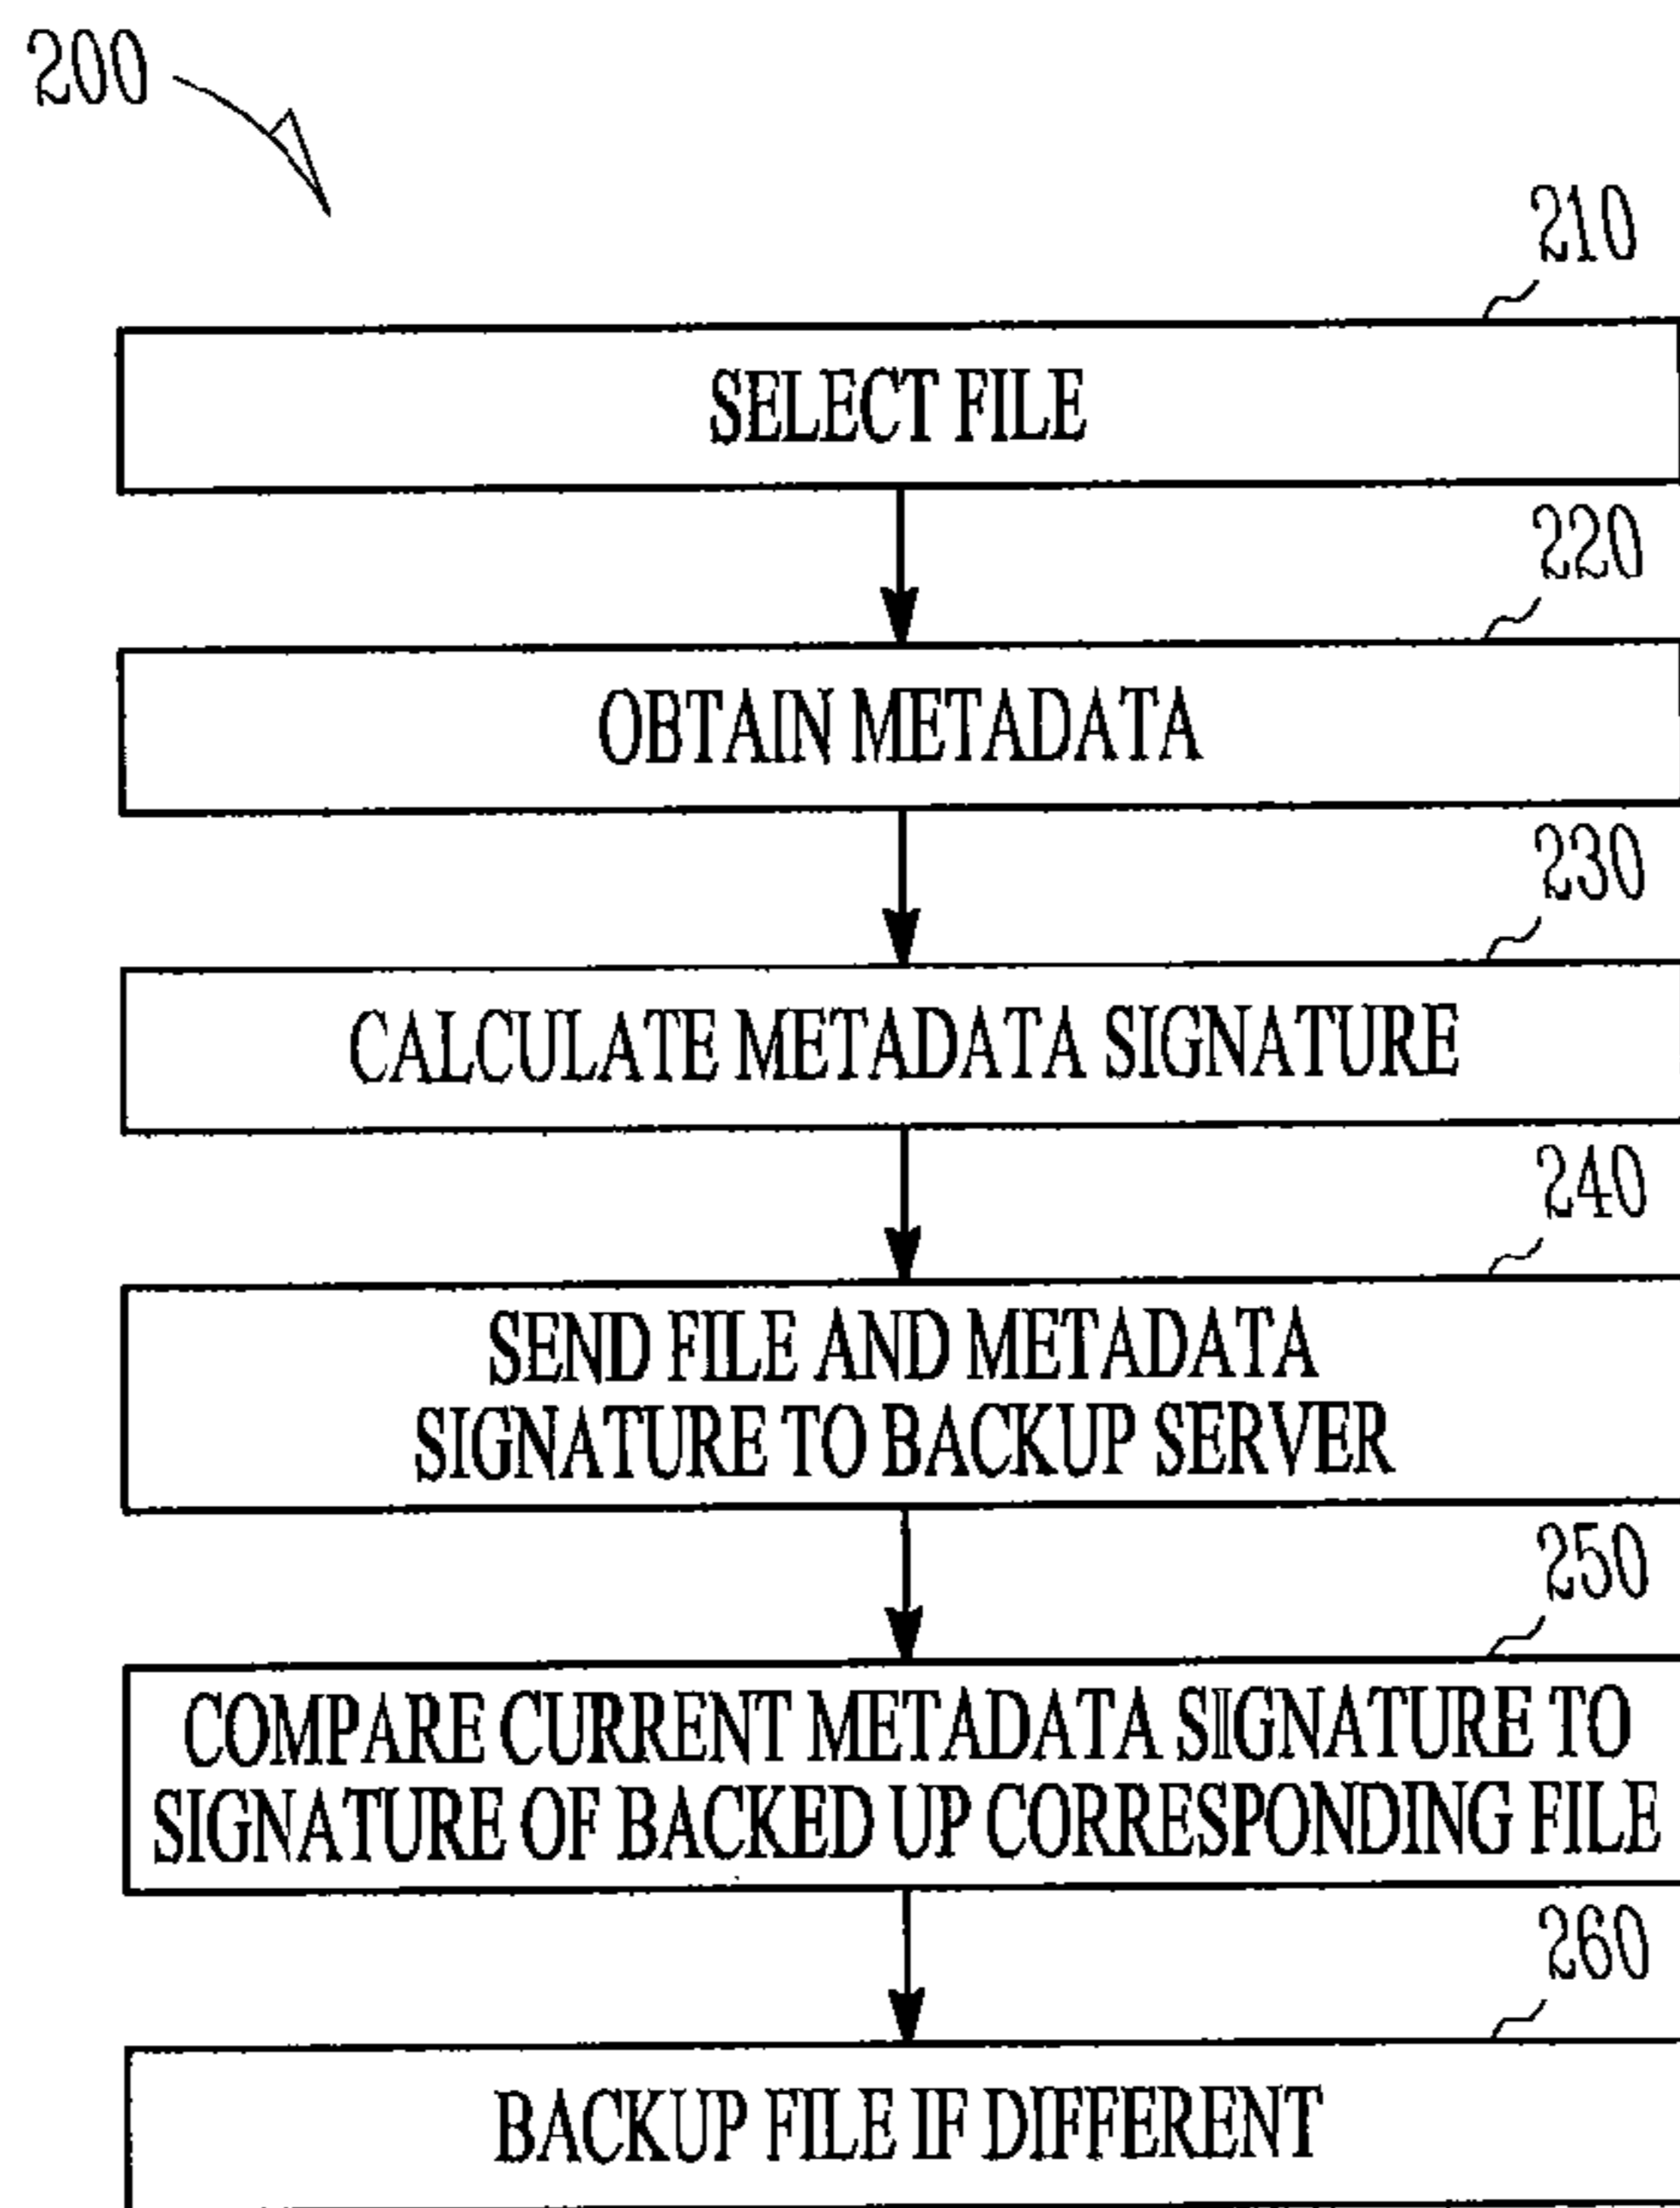 200
210
SELECT FILE
220
OBTAIN METADATA
230
CALCULATE METADATA SIGNATURE
240
SEND FILE AND METADATA
SIGNATURE TO BACKUP SERVER
250
COMPARE CURRENT METADATA SIGNATURE TO
SIGNATURE OF BACKED UP CORRESPONDING FILE
260
BACKUP FILE IF DIFFERENT